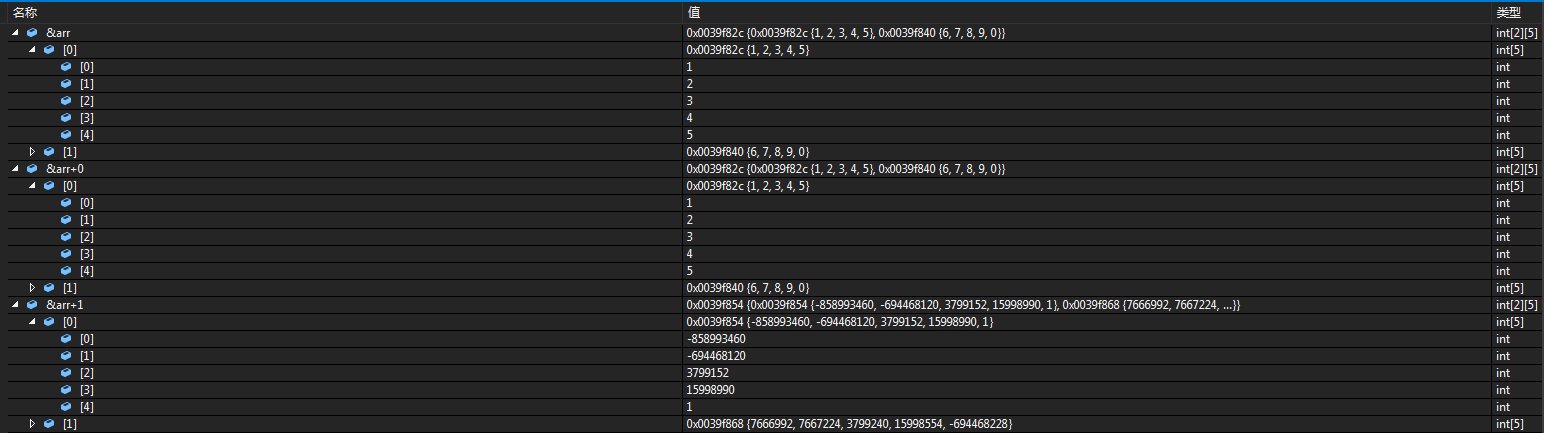 名称 值 类型
&arr 0x0039f82c {0x0039f82c {1, 2, 3, 4, 5}, 0x0039f840 {6, 7, 8, 9, 0}} int[2][5]
[0] 0x0039f82c {1, 2, 3, 4, 5} int[5]
[0] 1 int
[1] 2 int
[2] 3 int
[3] 4 int
[4] 5 int
[1] 0x0039f840 {6, 7, 8, 9, 0} int[5]
&arr+0 0x0039f82c {0x0039f82c {1, 2, 3, 4, 5}, 0x0039f840 {6, 7, 8, 9, 0}} int[2][5]
[0] 0x0039f82c {1, 2, 3, 4, 5} int[5]
[0] 1 int
[1] 2 int
[2] 3 int
[3] 4 int
[4] 5 int
[1] 0x0039f840 {6, 7, 8, 9, 0} int[5]
&arr+1 0x0039f854 {0x0039f854 {-858993460, -694468120, 3799152, 15998990, 1}, 0x0039f868 {7666992, 7667224, ...}} int[2][5]
[0] 0x0039f854 {-858993460, -694468120, 3799152, 15998990, 1} int[5]
[0] -858993460 int
[1] -694468120 int
[2] 3799152 int
[3] 15998990 int
[4] 1 int
[1] 0x0039f868 {7666992, 7667224, 3799240, 15998554, -694468228} int[5]